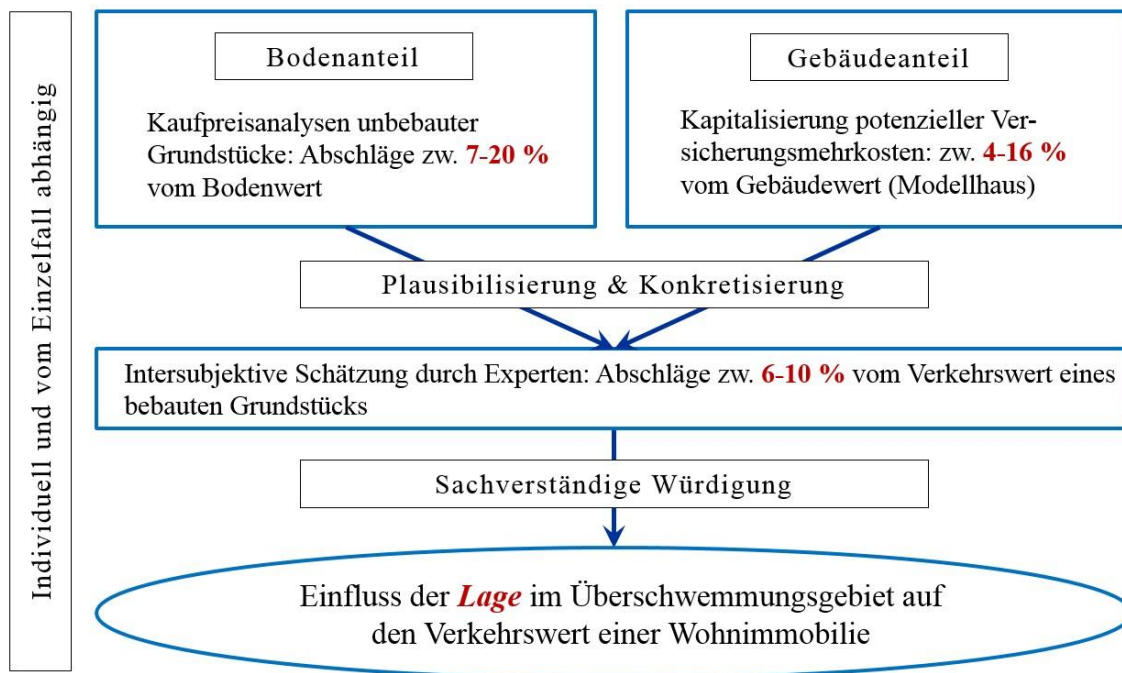 Individuell und vom Einzelfall abhängig
Bodenanteil
Kaufpreisanalysen unbebauter
Grundstücke: Abschläge zw. 7-20 %
vom Bodenwert
Gebäudeanteil
Kapitalisierung potenzieller Ver-
sicherungsmehrkosten: zw. 4-16 %
vom Gebäudewert (Modellhaus)
Plausibilisierung & Konkretisierung
Intersubjektive Schätzung durch Experten: Abschläge zw. 6-10 % vom Verkehrswert eines
bebauten Grundstücks
Sachverständige Würdigung
Einfluss der Lage im Überschwemmungsgebiet auf
den Verkehrswert einer Wohnimmobilie